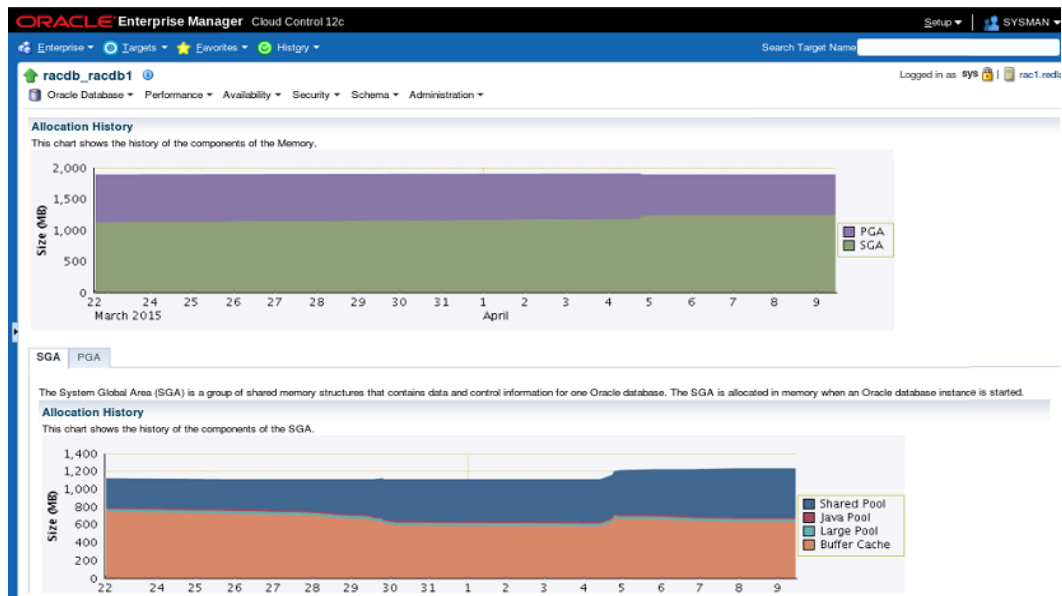 ORACLE Enterprise Manager Cloud Control 12c Setup SYSMAN
Enterprise Targets Favorites History Search Target Name
racdb_racdb1 Logged in as sys rac1.redla
Oracle Database Performance Availability Security Schema Administration
Allocation History
This chart shows the history of the components of the Memory.
2,000
1,500
1,000
500
0
Size (MB)
22 24 25 26 27 28 29 30 31 1 2 3 4 5 6 7 8 9
March 2015 April
PGA
SGA
SGA PGA
The System Global Area (SGA) is a group of shared memory structures that contains data and control information for one Oracle database. The SGA is allocated in memory when an Oracle database instance is started.
Allocation History
This chart shows the history of the components of the SGA.
1,400
1,200
1,000
800
600
400
200
0
Size (MB)
22 24 25 26 27 28 29 30 31 1 2 3 4 5 6 7 8 9
Shared Pool
Java Pool
Large Pool
Buffer Cache